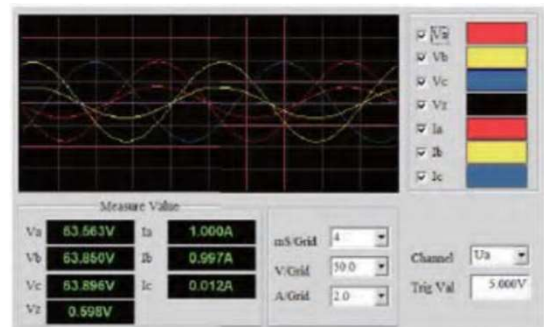 Va
Vb
Vc
Vz
Ia
Ib
Ic
Measure Value
Va 63.563V Ia 1.000A
Vb 63.850V Ib 0.997A
Vc 63.896V Ic 0.012A
Vz 0.598V
mS/Grid 4
V/Grid 50.0
A/Grid 2.0
Channel Ua
Trig Val 5.000V